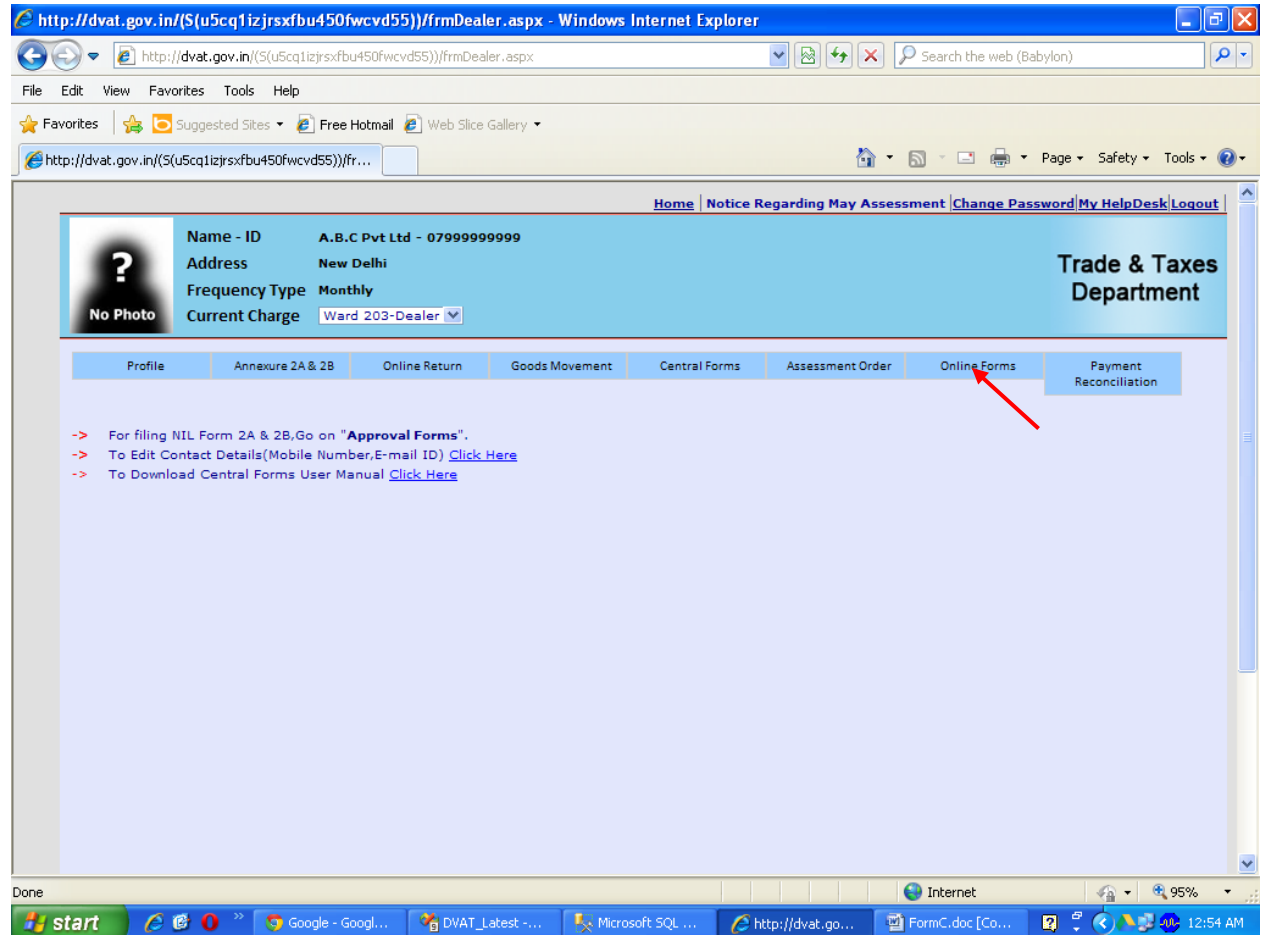 http://dvat.gov.in/(S(u5cq1izjrsxfbu450fwcvd55))/frmDealer.aspx - Windows Internet Explorer
http://dvat.gov.in/(S(u5cq1izjrsxfbu450fwcvd55))/frmDealer.aspx
Search the web (Babylon)
File Edit View Favorites Tools Help
Favorites Suggested Sites Free Hotmail Web Slice Gallery
http://dvat.gov.in/(S(u5cq1izjrsxfbu450fwcvd55))/fr... Page Safety Tools
Home | Notice Regarding May Assessment |Change Password|My HelpDesk|Logout |
? No Photo
Name - ID A.B.C Pvt Ltd - 07999999999
Address New Delhi
Frequency Type Monthly
Current Charge Ward 203-Dealer
Trade & Taxes
Department
Profile Annexure 2A & 2B Online Return Goods Movement Central Forms Assessment Order Online Forms Payment Reconciliation
-> For filing NIL Form 2A & 2B,Go on "Approval Forms".
-> To Edit Contact Details(Mobile Number,E-mail ID) Click Here
-> To Download Central Forms User Manual Click Here
Done Internet 95%
start Google - Googl... DVAT_Latest -... Microsoft SQL ... http://dvat.go... FormC.doc [Co... 12:54 AM